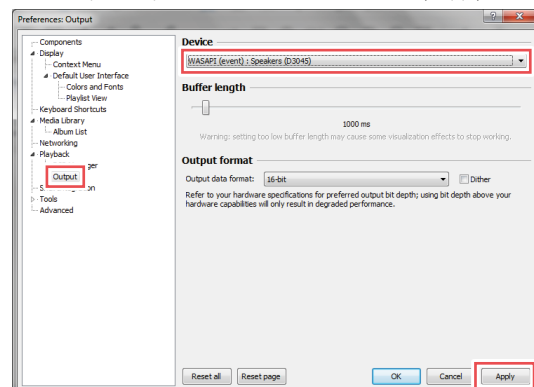 Preferences: Output
Components
Display
Context Menu
Default User Interface
Colors and Fonts
Playlist View
Keyboard Shortcuts
Media Library
Album List
Networking
Playback
Output
Tools
Advanced
Device
WASAPI (event) : Speakers (D3045)
Buffer length
1000 ms
Warning: setting too low buffer length may cause some visualization effects to stop working.
Output format
Output data format: 16-bit Dither
Refer to your hardware specifications for preferred output bit depth; using bit depth above your
hardware capabilities will only result in degraded performance.
Reset all Reset page OK Cancel Apply